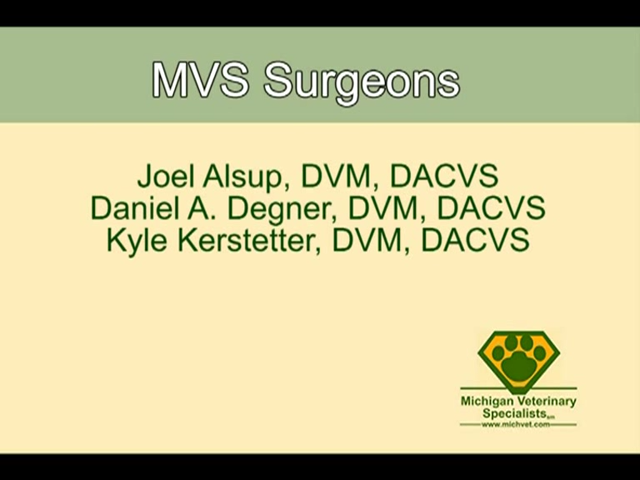 MVS Surgeons
Joel Alsup, DVM, DACVS
Daniel A. Degner, DVM, DACVS
Kyle Kerstetter, DVM, DACVS
Michigan Veterinary
Specialists sm
www.michvet.com